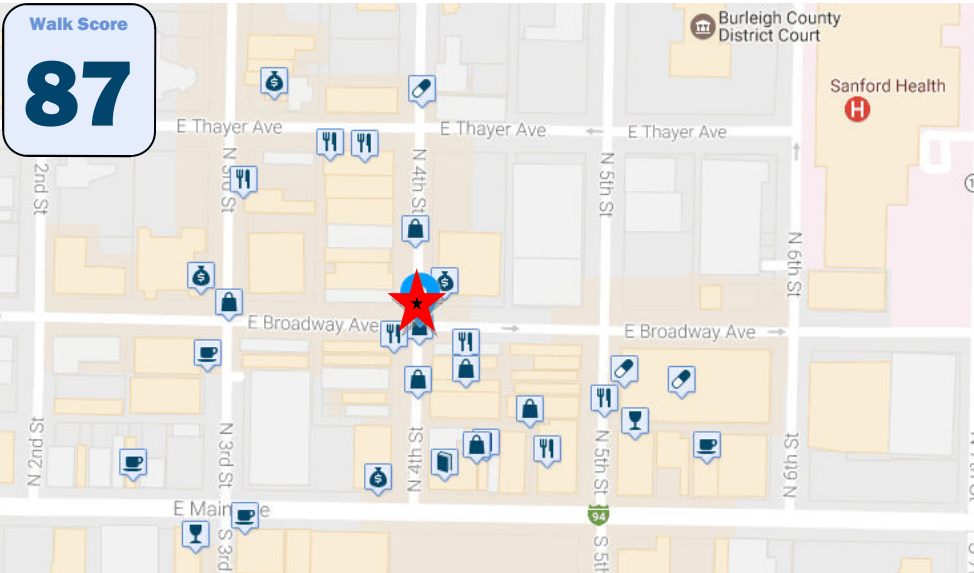 Walk Score
87
Burleigh County
District Court
Sanford Health
H
E Thayer Ave
E Thayer Ave
E Thayer Ave
2nd St
N 3rd St
N 4th St
N 5th St
N 6th St
E Broadway Ave
E Broadway Ave
N 2nd St
N 3rd St
N 4th St
N 5th St
N 6th St
E Main
94
S 3rd
S 5th